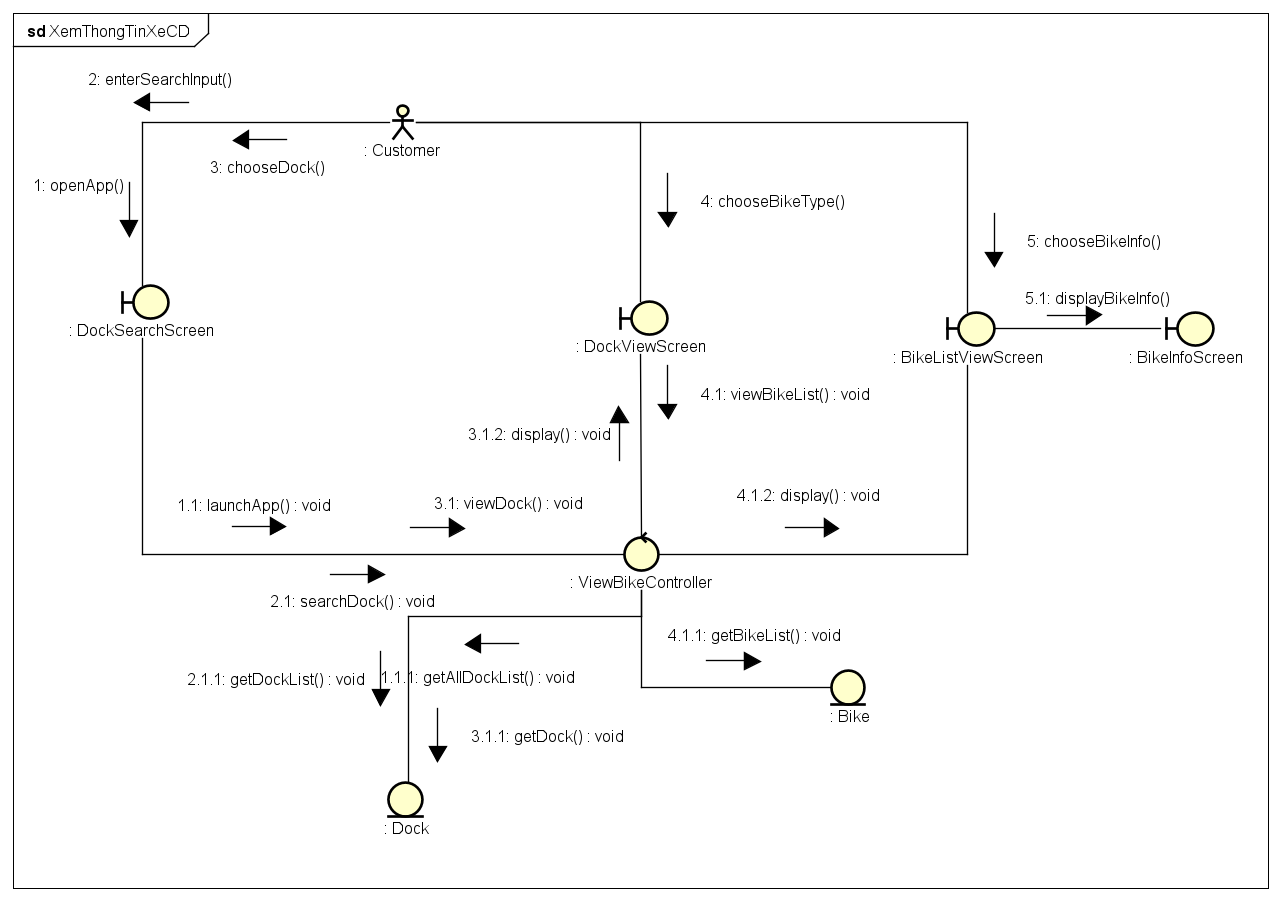 sd XemThongTinXeCD
2: enterSearchInput()
: Customer
3: chooseDock()
1: openApp()
4: chooseBikeType()
5: chooseBikeInfo()
5.1: displayBikeInfo()
: DockSearchScreen
: DockViewScreen
: BikeListViewScreen
: BikeInfoScreen
4.1: viewBikeList() : void
3.1.2: display() : void
1.1: launchApp() : void
3.1: viewDock() : void
4.1.2: display() : void
: ViewBikeController
2.1: searchDock() : void
4.1.1: getBikeList() : void
2.1.1: getDockList() : void
1.1.1: getAllDockList() : void
: Bike
3.1.1: getDock() : void
: Dock